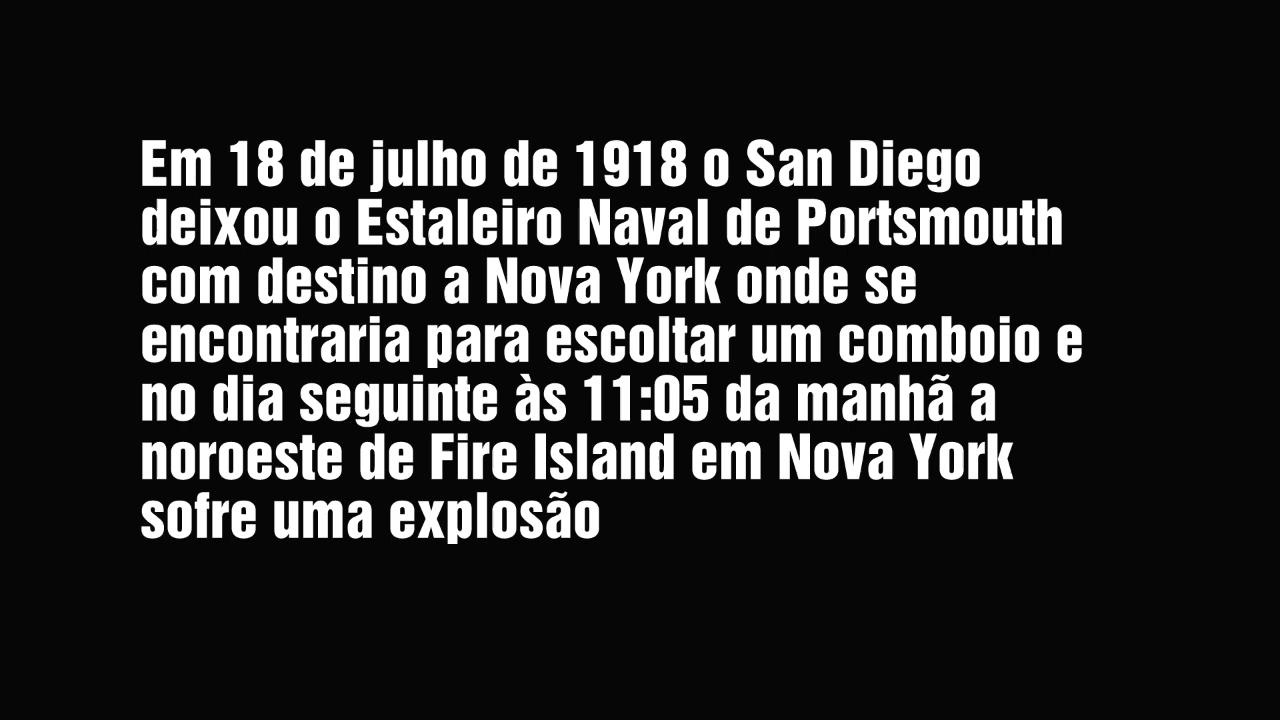 Em 18 de julho de 1918 o San Diego
deixou o Estaleiro Naval de Portsmouth
com destino a Nova York onde se
encontraria para escoltar um comboio e
no dia seguinte às 11:05 da manhã a
noroeste de Fire Island em Nova York
sofre uma explosão